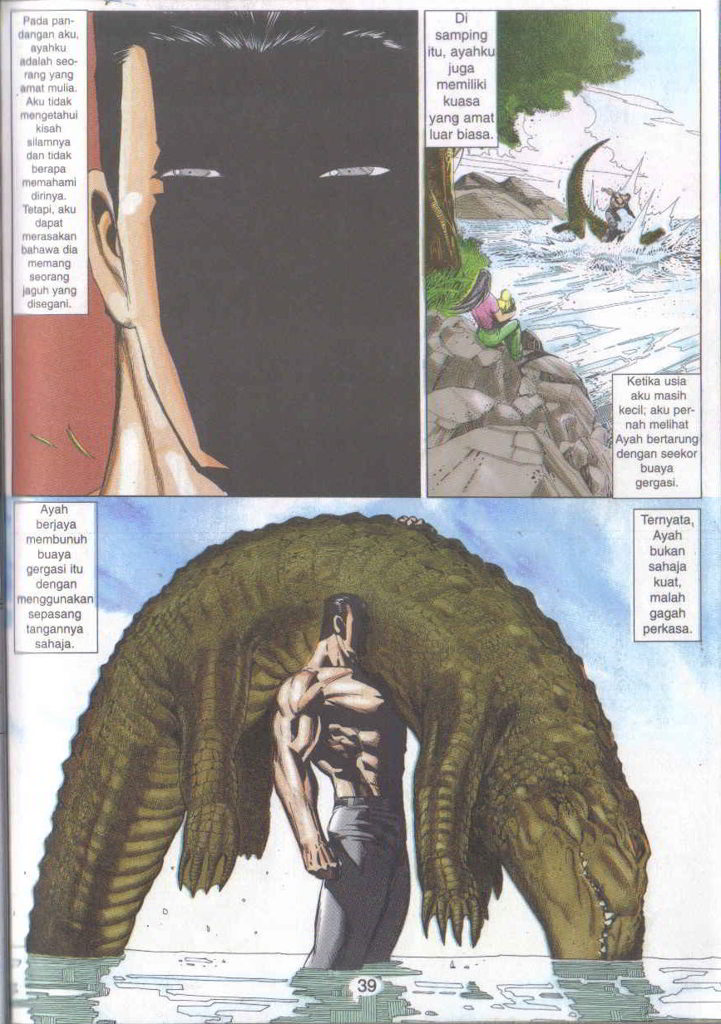 Pada pan-
dangan aku,
ayahku
adalah seo-
rang yang
amat mulia.
Aku tidak
mengetahui
kisah
silamnya
dan tidak
berapa
memahami
dirinya.
Tetapi, aku
dapat
merasakan
bahawa dia
memang
seorang
jaguh yang
disegani.
Di
samping
itu, ayahku
juga
memiliki
kuasa
yang amat
luar biasa.
Ketika usia
aku masih
kecil; aku per-
nah melihat
Ayah bertarung
dengan seekor
buaya
gergasi.
Ayah
berjaya
membunuh
buaya
gergasi itu
dengan
menggunakan
sepasang
tangannya
sahaja.
Ternyata,
Ayah
bukan
sahaja
kuat,
malah
gagah
perkasa.
39